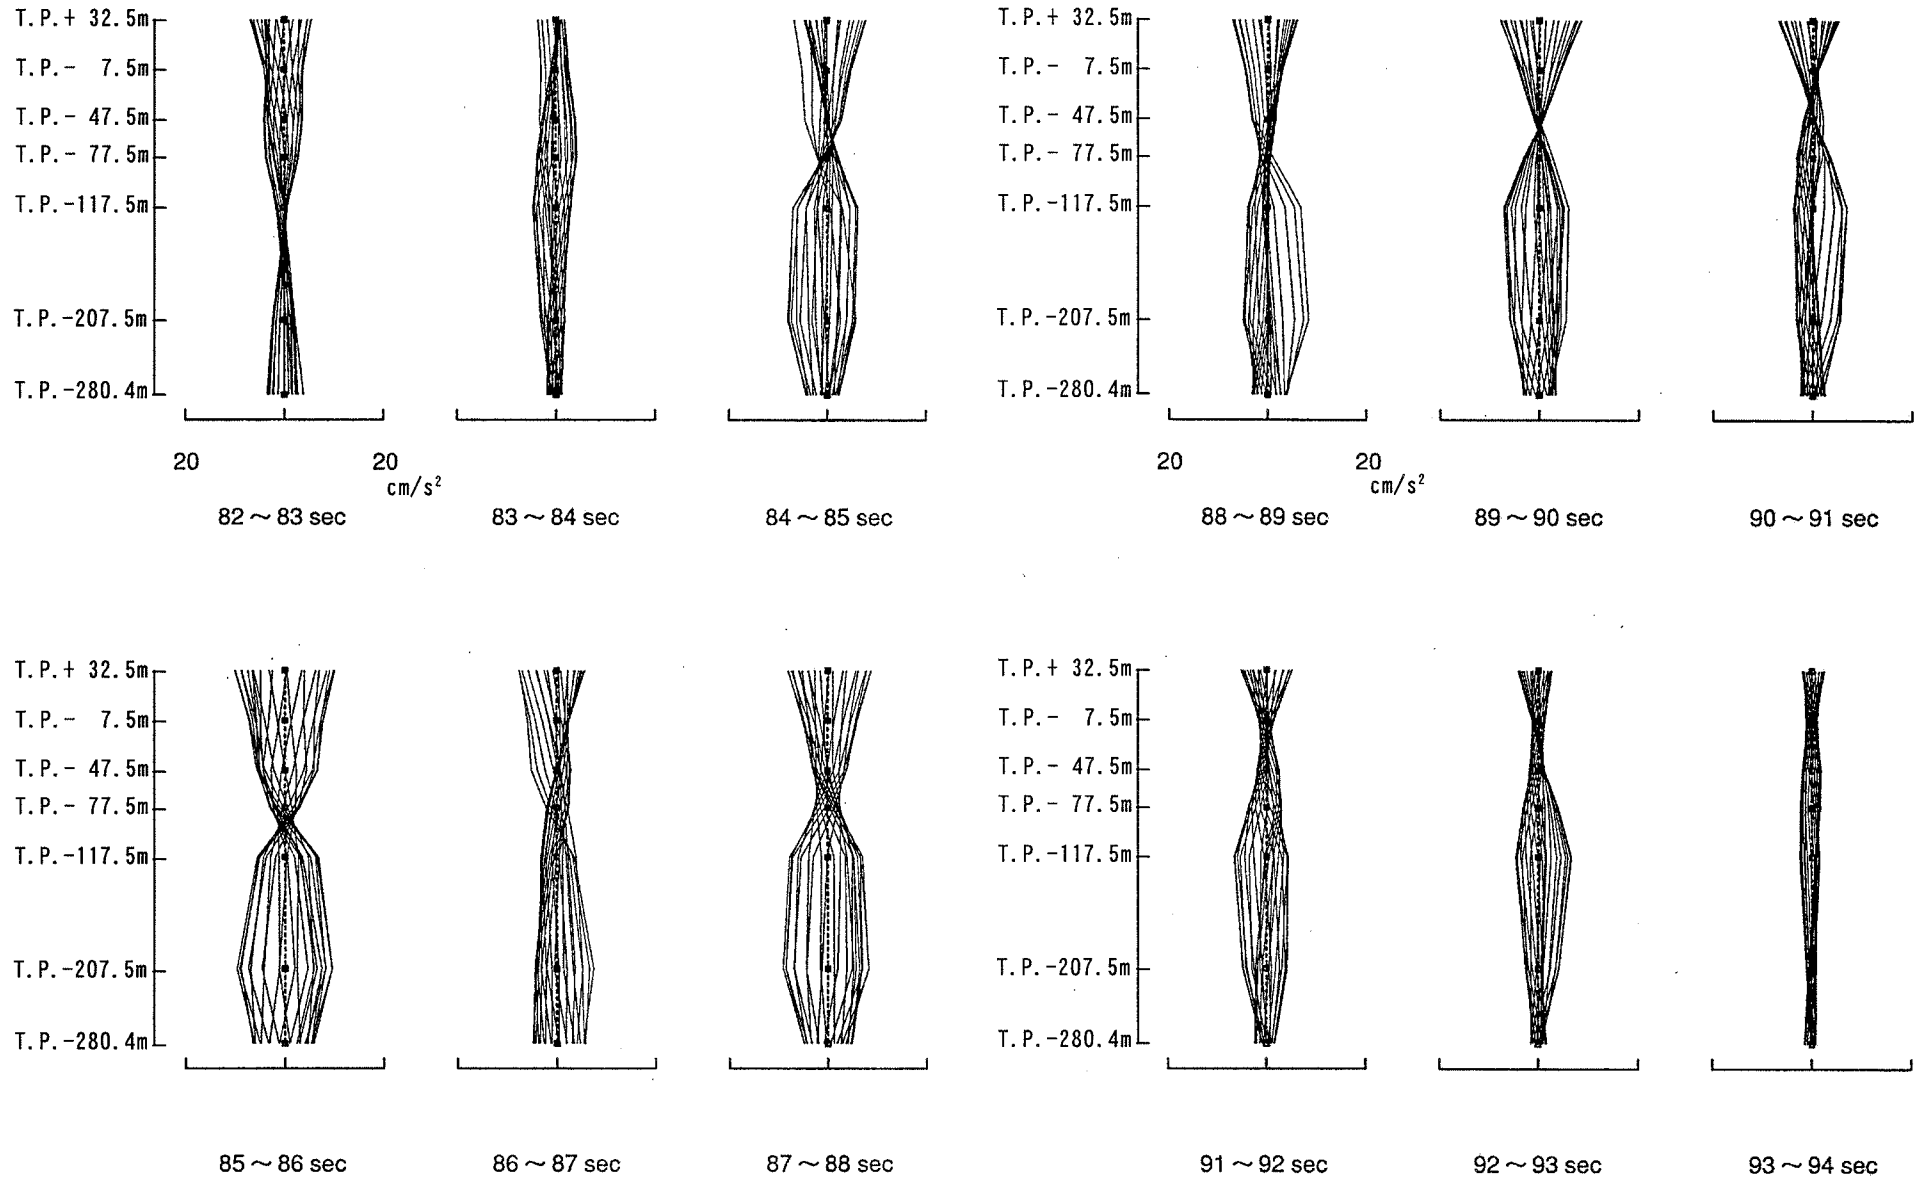 T.P.+ 32.5m
T.P.- 7.5m
T.P.- 47.5m
T.P.- 77.5m
T.P.-117.5m
T.P.-207.5m
T.P.-280.4m
20 20
cm/s²
82 ~ 83 sec 83 ~ 84 sec 84 ~ 85 sec
T.P.+ 32.5m
T.P.- 7.5m
T.P.- 47.5m
T.P.- 77.5m
T.P.-117.5m
T.P.-207.5m
T.P.-280.4m
20 20
cm/s²
88 ~ 89 sec 89 ~ 90 sec 90 ~ 91 sec
T.P.+ 32.5m
T.P.- 7.5m
T.P.- 47.5m
T.P.- 77.5m
T.P.-117.5m
T.P.-207.5m
T.P.-280.4m
85 ~ 86 sec 86 ~ 87 sec 87 ~ 88 sec
T.P.+ 32.5m
T.P.- 7.5m
T.P.- 47.5m
T.P.- 77.5m
T.P.-117.5m
T.P.-207.5m
T.P.-280.4m
91 ~ 92 sec 92 ~ 93 sec 93 ~ 94 sec